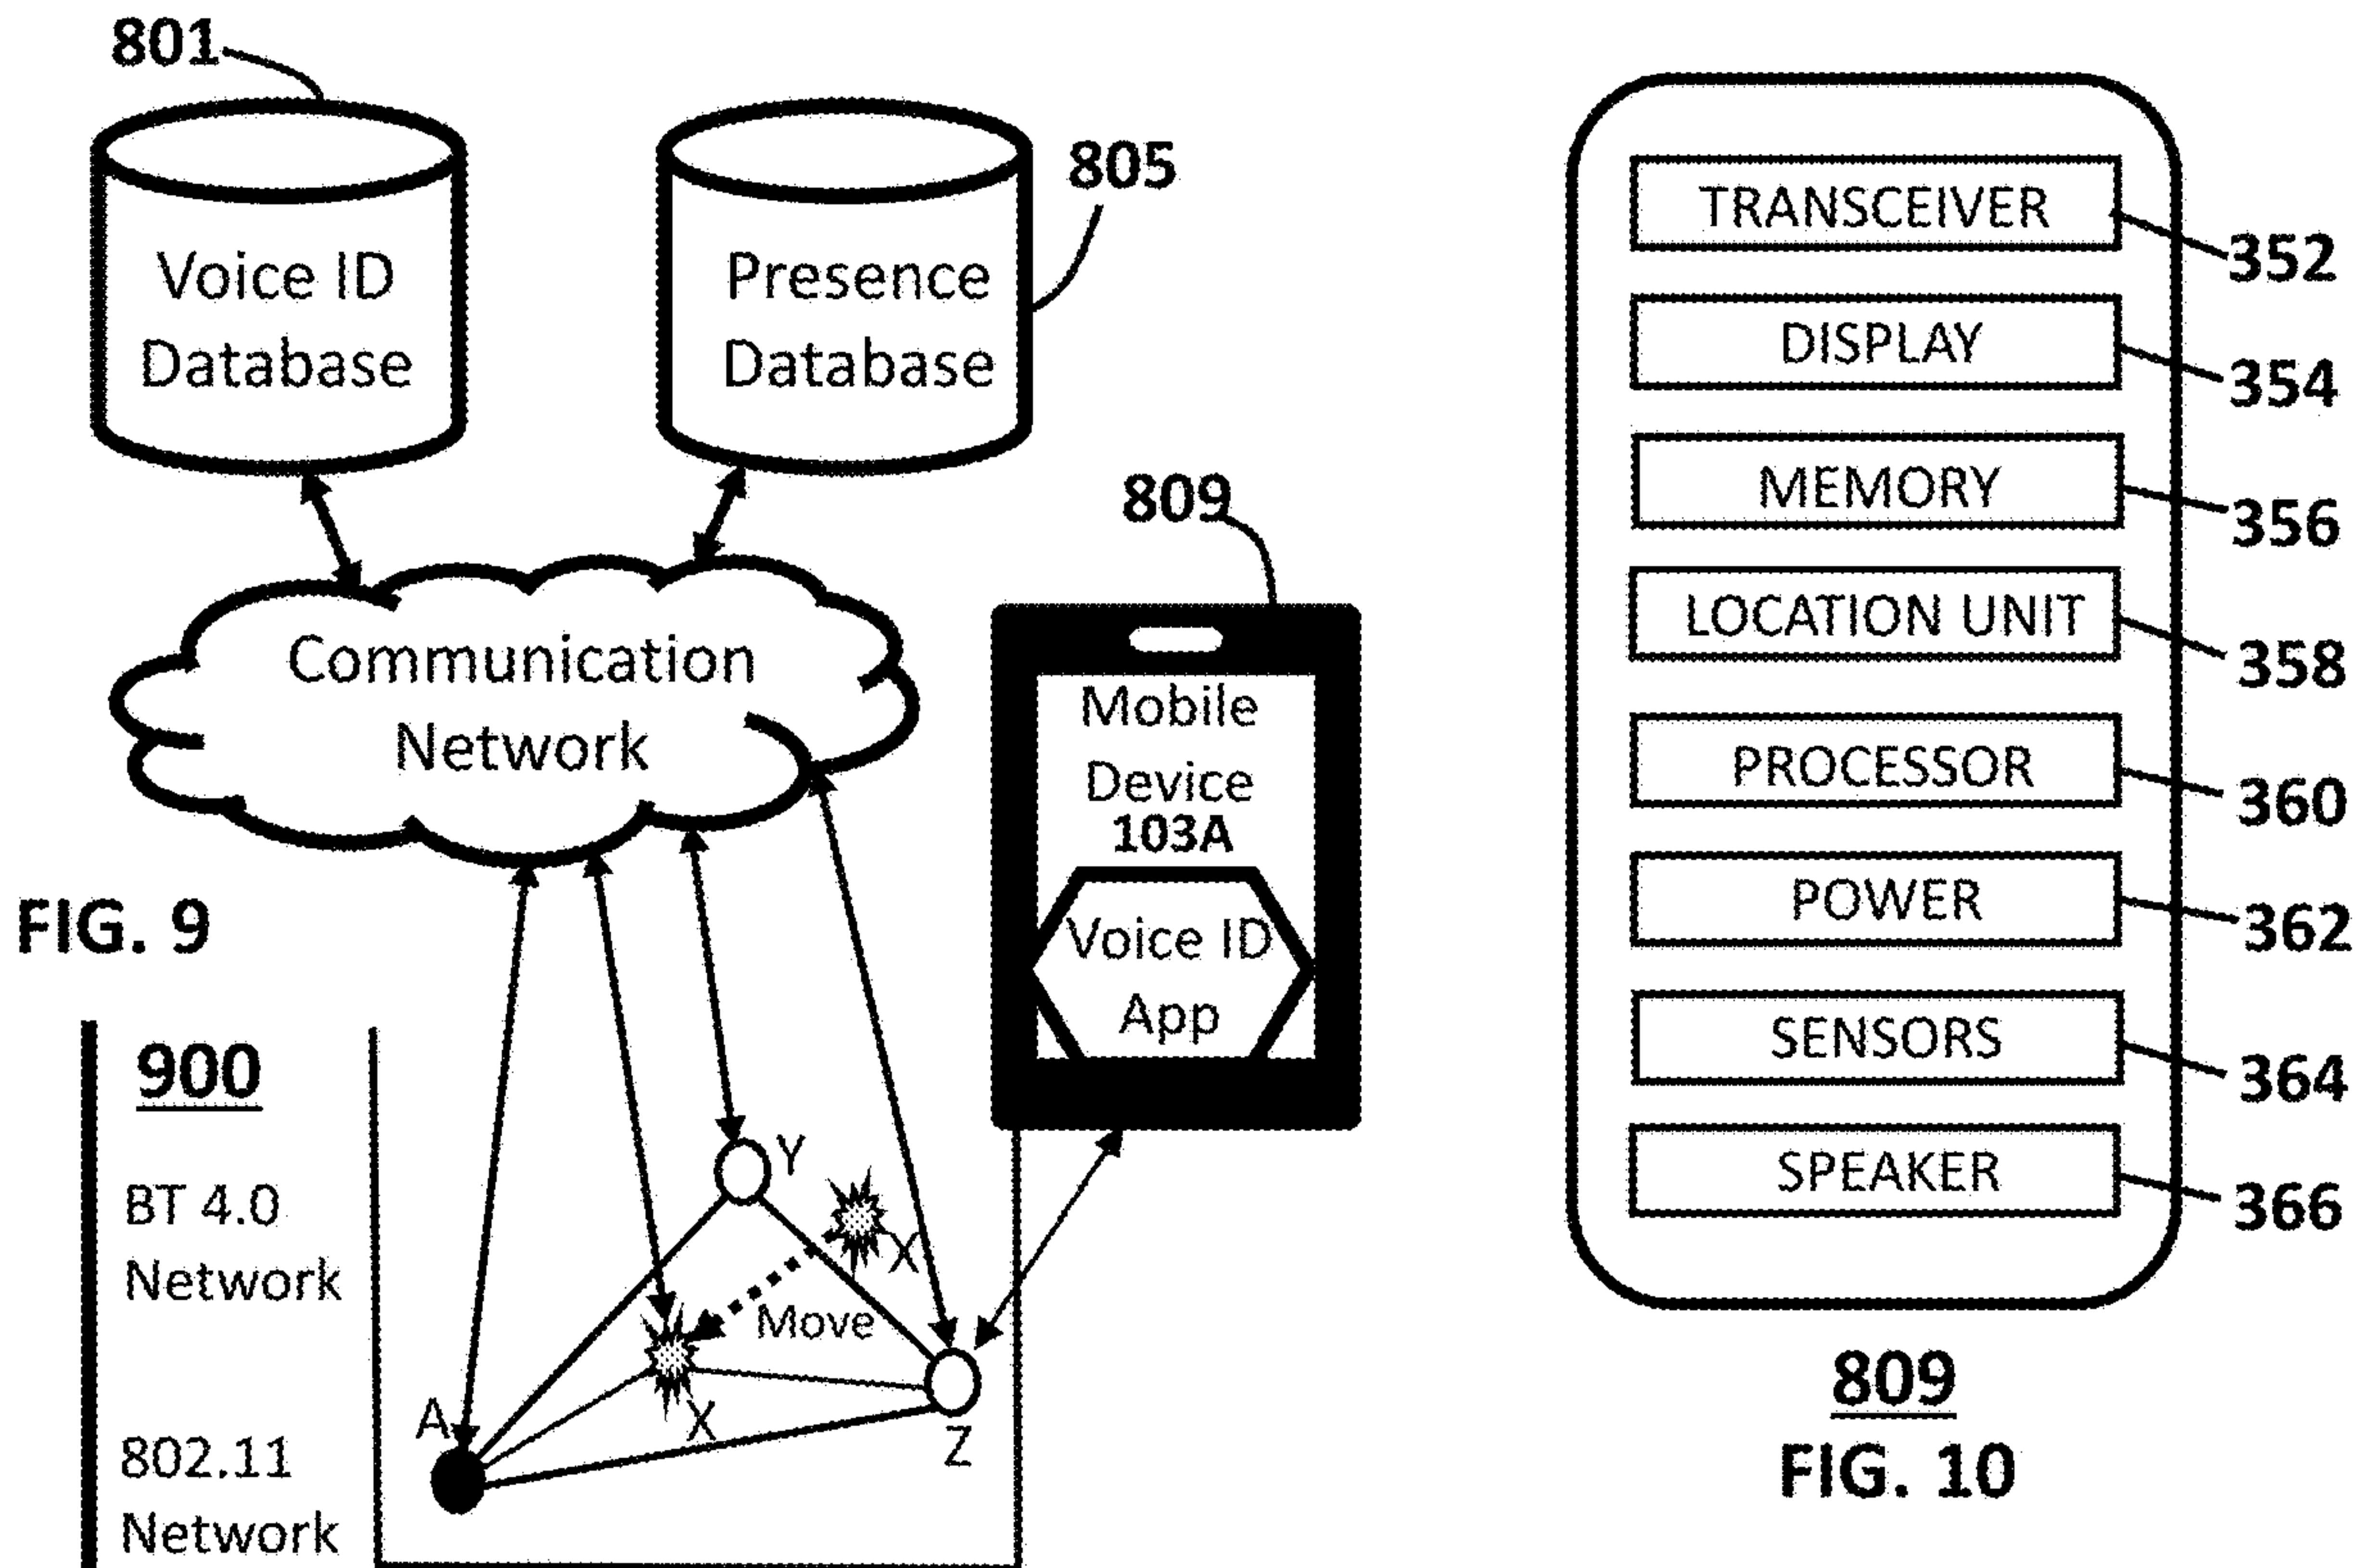 801
Voice ID
Database
Presence
Database
805
Communication
Network
809
Mobile
Device
103A
Voice ID
App
FIG. 9
900
BT 4.0
Network
802.11
Network
Y
X
Move
A
X
Z
TRANSCEIVER
352
DISPLAY
354
MEMORY
356
LOCATION UNIT
358
PROCESSOR
360
POWER
362
SENSORS
364
SPEAKER
366
809
FIG. 10